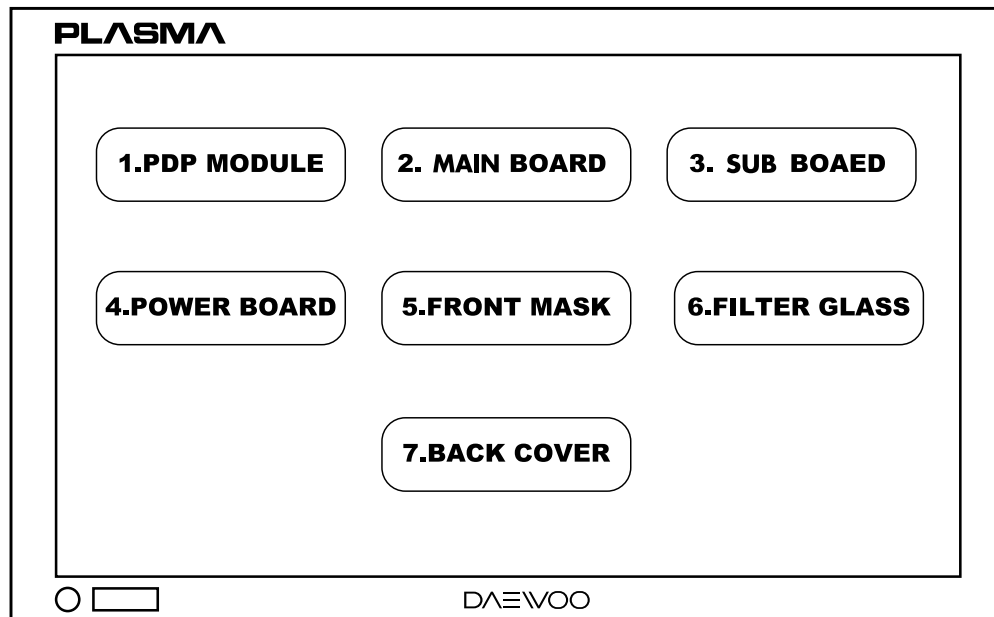 PLASMA
1.PDP MODULE
2. MAIN BOARD
3. SUB BOAED
4.POWER BOARD
5.FRONT MASK
6.FILTER GLASS
7.BACK COVER
DAEWOO